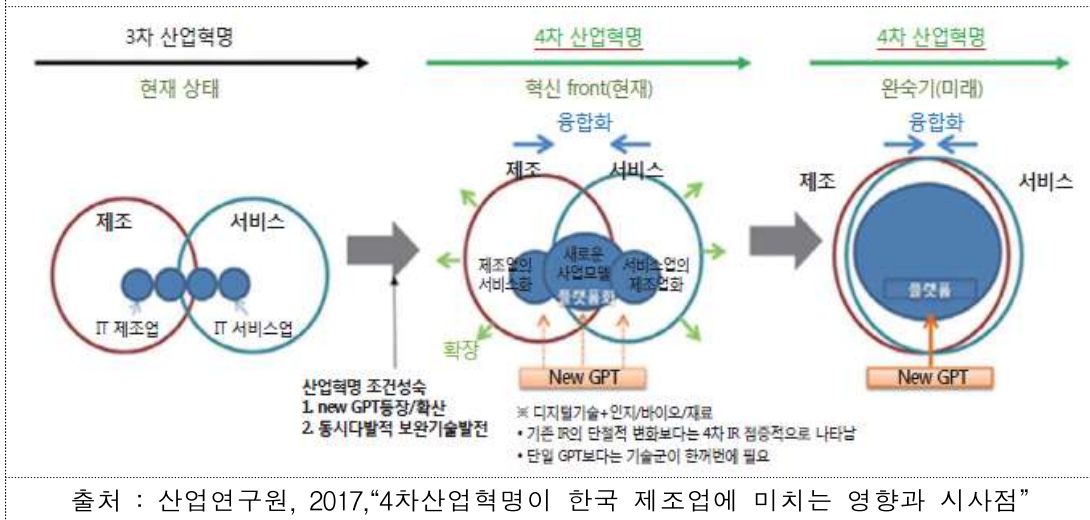 3차 산업혁명
현재 상태
제조
서비스
IT 제조업
IT 서비스업
산업혁명 조건성숙
1. new GPT등장/확산
2. 동시다발적 보완기술발전
4차 산업혁명
혁신 front(현재)
융합화
제조
서비스
제조업의
서비스화
새로운
사업모델
플랫폼화
서비스업의
제조업화
확장
New GPT
※ 디지털기술+인지/바이오/재료
• 기존 IR의 단절적 변화보다는 4차 IR 점증적으로 나타남
• 단일 GPT보다는 기술군이 한꺼번에 필요
4차 산업혁명
완숙기(미래)
융합화
제조
서비스
플랫폼
New GPT
출처 : 산업연구원, 2017,“4차산업혁명이 한국 제조업에 미치는 영향과 시사점”